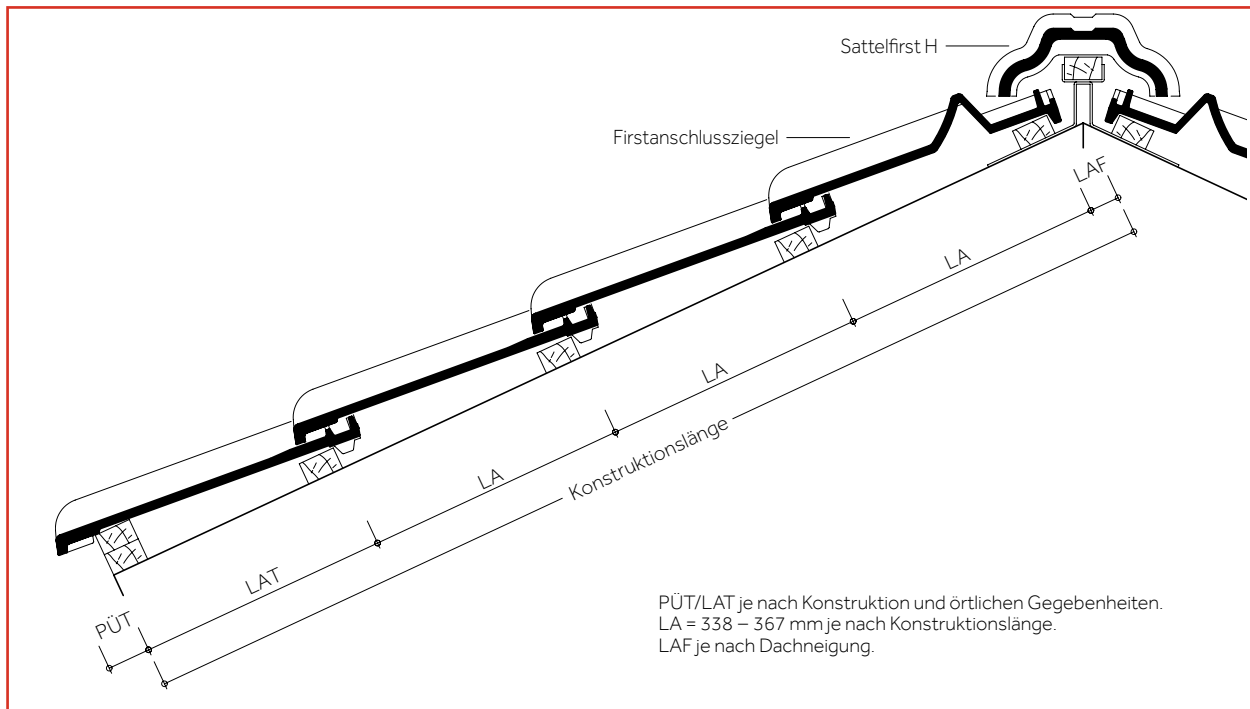 Sattelfirst H
Firstanschlussziegel
LAF
LA
LA
Konstruktionslänge
LA
LAT
PÜT
PÜT/LAT je nach Konstruktion und örtlichen Gegebenheiten.
LA = 338 – 367 mm je nach Konstruktionslänge.
LAF je nach Dachneigung.